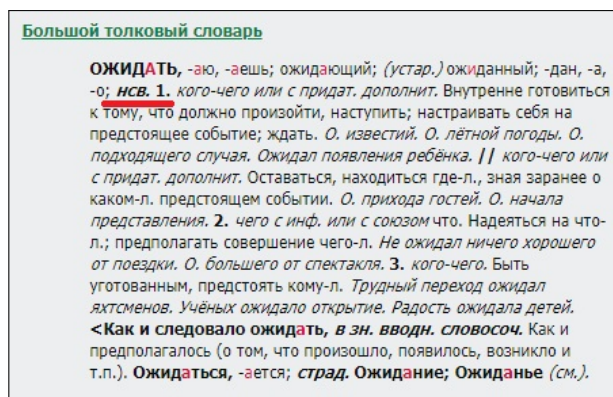 Большой толковый словарь
ОЖИДАТЬ, -аю, -аешь; ожидающий; (устар.) ожиданный; -дан, -а,
-о; нсв. 1. кого-чего или с придат. дополнит. Внутренне готовиться
к тому, что должно произойти, наступить; настраивать себя на
предстоящее событие; ждать. О. известий. О. лётной погоды. О.
подходящего случая. Ожидал появления ребёнка. // кого-чего или
с придат. дополнит. Оставаться, находиться где-л., зная заранее о
каком-л. предстоящем событии. О. прихода гостей. О. начала
представления. 2. чего с инф. или с союзом что. Надеяться на что-
л.; предполагать совершение чего-л. Не ожидал ничего хорошего
от поездки. О. большего от спектакля. 3. кого-чего. Быть
уготованным, предстоять кому-л. Трудный переход ожидал
яхтсменов. Учёных ожидало открытие. Радость ожидала детей.
<Как и следовало ожидать, в зн. вводн. словосоч. Как и
предполагалось (о том, что произошло, появилось, возникло и
т.п.). Ожидаться, -ается; страд. Ожидание; Ожиданье (см.).